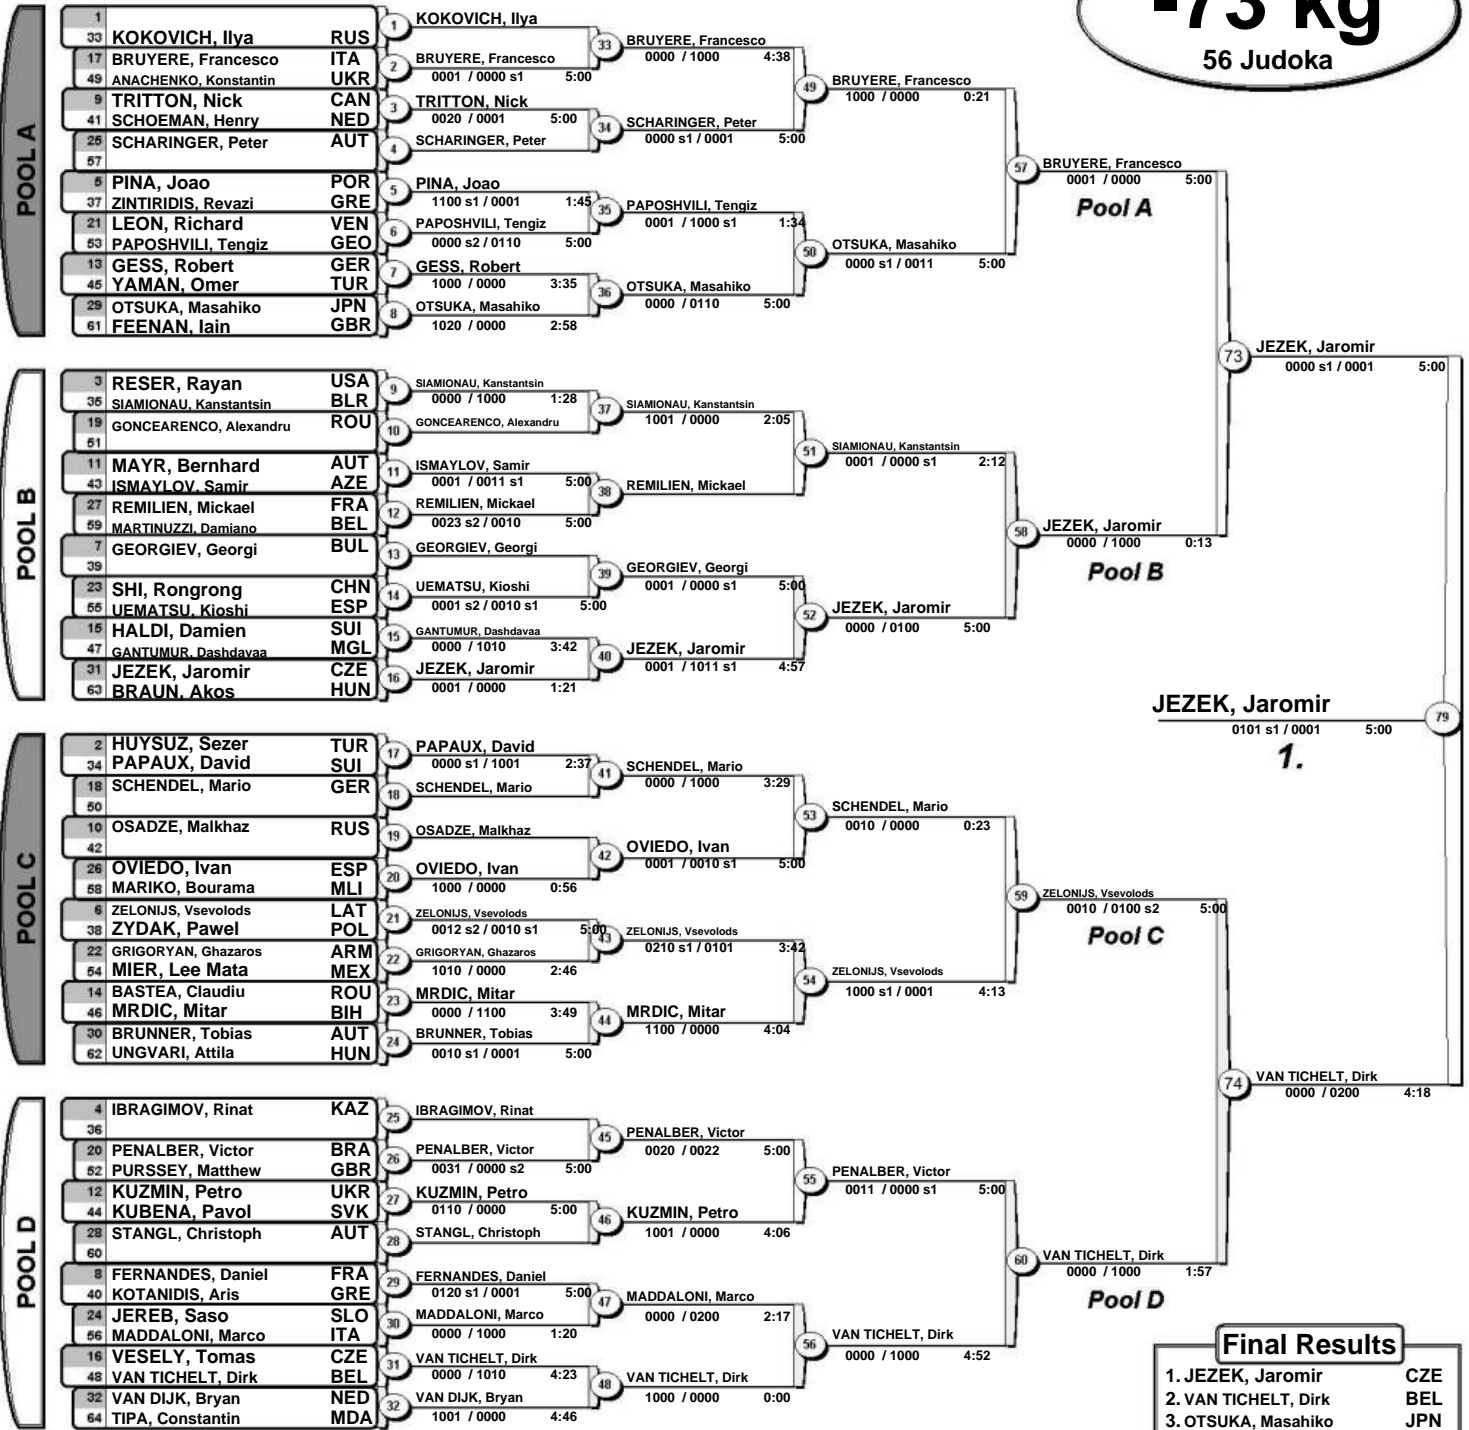 -73 kg
56 Judoka
POOL A
1
33 KOKOVICH, Ilya RUS
17 BRUYERE, Francesco ITA
49 ANACHENKO, Konstantin UKR
9 TRITTON, Nick CAN
41 SCHOEMAN, Henry NED
25 SCHARINGER, Peter AUT
57
5 PINA, Joao POR
37 ZINTIRIDIS, Revazi GRE
21 LEON, Richard VEN
53 PAPOSHVILI, Tengiz GEO
13 GESS, Robert GER
45 YAMAN, Omer TUR
29 OTSUKA, Masahiko JPN
61 FEENAN, Iain GBR
1 KOKOVICH, Ilya
2 BRUYERE, Francesco
0001 / 0000 s1 5:00
3 TRITTON, Nick
0020 / 0001 5:00
4 SCHARINGER, Peter
5 PINA, Joao
1100 s1 / 0001 1:45
6 PAPOSHVILI, Tengiz
0000 s2 / 0110 5:00
7 GESS, Robert
1000 / 0000 3:35
8 OTSUKA, Masahiko
1020 / 0000 2:58
33 BRUYERE, Francesco
0000 / 1000 4:38
34 SCHARINGER, Peter
0000 s1 / 0001 5:00
35 PAPOSHVILI, Tengiz
0001 / 1000 s1 1:34
36 OTSUKA, Masahiko
0000 / 0110 5:00
49 BRUYERE, Francesco
1000 / 0000 0:21
50 OTSUKA, Masahiko
0000 s1 / 0011 5:00
57 BRUYERE, Francesco
0001 / 0000 5:00
Pool A
POOL B
3 RESER, Rayan USA
35 SIAMIONAU, Kanstantsin BLR
19 GONCEARENCO, Alexandru ROU
51
11 MAYR, Bernhard AUT
43 ISMAYLOV, Samir AZE
27 REMILIEN, Mickael FRA
59 MARTINUZZI, Damiano BEL
7 GEORGIEV, Georgi BUL
39
23 SHI, Rongrong CHN
55 UEMATSU, Kioshi ESP
15 HALDI, Damien SUI
47 GANTUMUR, Dashdavaa MGL
31 JEZEK, Jaromir CZE
63 BRAUN, Akos HUN
9 SIAMIONAU, Kanstantsin
0000 / 1000 1:28
10 GONCEARENCO, Alexandru
11 ISMAYLOV, Samir
0001 / 0011 s1 5:00
12 REMILIEN, Mickael
0023 s2 / 0010 5:00
13 GEORGIEV, Georgi
14 UEMATSU, Kioshi
0001 s2 / 0010 s1 5:00
15 GANTUMUR, Dashdavaa
0000 / 1010 3:42
16 JEZEK, Jaromir
0001 / 0000 1:21
37 SIAMIONAU, Kanstantsin
1001 / 0000 2:05
38 REMILIEN, Mickael
39 GEORGIEV, Georgi
0001 / 0000 s1 5:00
40 JEZEK, Jaromir
0001 / 1011 s1 4:57
51 SIAMIONAU, Kanstantsin
0001 / 0000 s1 2:12
52 JEZEK, Jaromir
0000 / 0100 5:00
58 JEZEK, Jaromir
0000 / 1000 0:13
Pool B
73 JEZEK, Jaromir
0000 s1 / 0001 5:00
JEZEK, Jaromir 79
0101 s1 / 0001 5:00
1.
POOL C
2 HUYSUZ, Sezer TUR
34 PAPAUX, David SUI
18 SCHENDEL, Mario GER
50
10 OSADZE, Malkhaz RUS
42
26 OVIEDO, Ivan ESP
58 MARIKO, Bourama MLI
6 ZELONIJS, Vsevolods LAT
38 ZYDAK, Pawel POL
22 GRIGORYAN, Ghazaros ARM
54 MIER, Lee Mata MEX
14 BASTEA, Claudiu ROU
46 MRDIC, Mitar BIH
30 BRUNNER, Tobias AUT
62 UNGVARI, Attila HUN
17 PAPAUX, David
0000 s1 / 1001 2:37
18 SCHENDEL, Mario
19 OSADZE, Malkhaz
20 OVIEDO, Ivan
1000 / 0000 0:56
21 ZELONIJS, Vsevolods
0012 s2 / 0010 s1 5:00
22 GRIGORYAN, Ghazaros
1010 / 0000 2:46
23 MRDIC, Mitar
0000 / 1100 3:49
24 BRUNNER, Tobias
0010 s1 / 0001 5:00
41 SCHENDEL, Mario
0000 / 1000 3:29
42 OVIEDO, Ivan
0001 / 0010 s1 5:00
43 ZELONIJS, Vsevolods
0210 s1 / 0101 3:42
44 MRDIC, Mitar
1100 / 0000 4:04
53 SCHENDEL, Mario
0010 / 0000 0:23
54 ZELONIJS, Vsevolods
1000 s1 / 0001 4:13
59 ZELONIJS, Vsevolods
0010 / 0100 s2 5:00
Pool C
POOL D
4 IBRAGIMOV, Rinat KAZ
36
20 PENALBER, Victor BRA
52 PURSSEY, Matthew GBR
12 KUZMIN, Petro UKR
44 KUBENA, Pavol SVK
28 STANGL, Christoph AUT
60
8 FERNANDES, Daniel FRA
40 KOTANIDIS, Aris GRE
24 JEREB, Saso SLO
56 MADDALONI, Marco ITA
16 VESELY, Tomas CZE
48 VAN TICHELT, Dirk BEL
32 VAN DIJK, Bryan NED
64 TIPA, Constantin MDA
25 IBRAGIMOV, Rinat
26 PENALBER, Victor
0031 / 0000 s2 5:00
27 KUZMIN, Petro
0110 / 0000 5:00
28 STANGL, Christoph
29 FERNANDES, Daniel
0120 s1 / 0001 5:00
30 MADDALONI, Marco
0000 / 1000 1:20
31 VAN TICHELT, Dirk
0000 / 1010 4:23
32 VAN DIJK, Bryan
1001 / 0000 4:46
45 PENALBER, Victor
0020 / 0022 5:00
46 KUZMIN, Petro
1001 / 0000 4:06
47 MADDALONI, Marco
0000 / 0200 2:17
48 VAN TICHELT, Dirk
1000 / 0000 0:00
55 PENALBER, Victor
0011 / 0000 s1 5:00
56 VAN TICHELT, Dirk
0000 / 1000 4:52
60 VAN TICHELT, Dirk
0000 / 1000 1:57
Pool D
74 VAN TICHELT, Dirk
0000 / 0200 4:18
Final Results
1. JEZEK, Jaromir CZE
2. VAN TICHELT, Dirk BEL
3. OTSUKA, Masahiko JPN